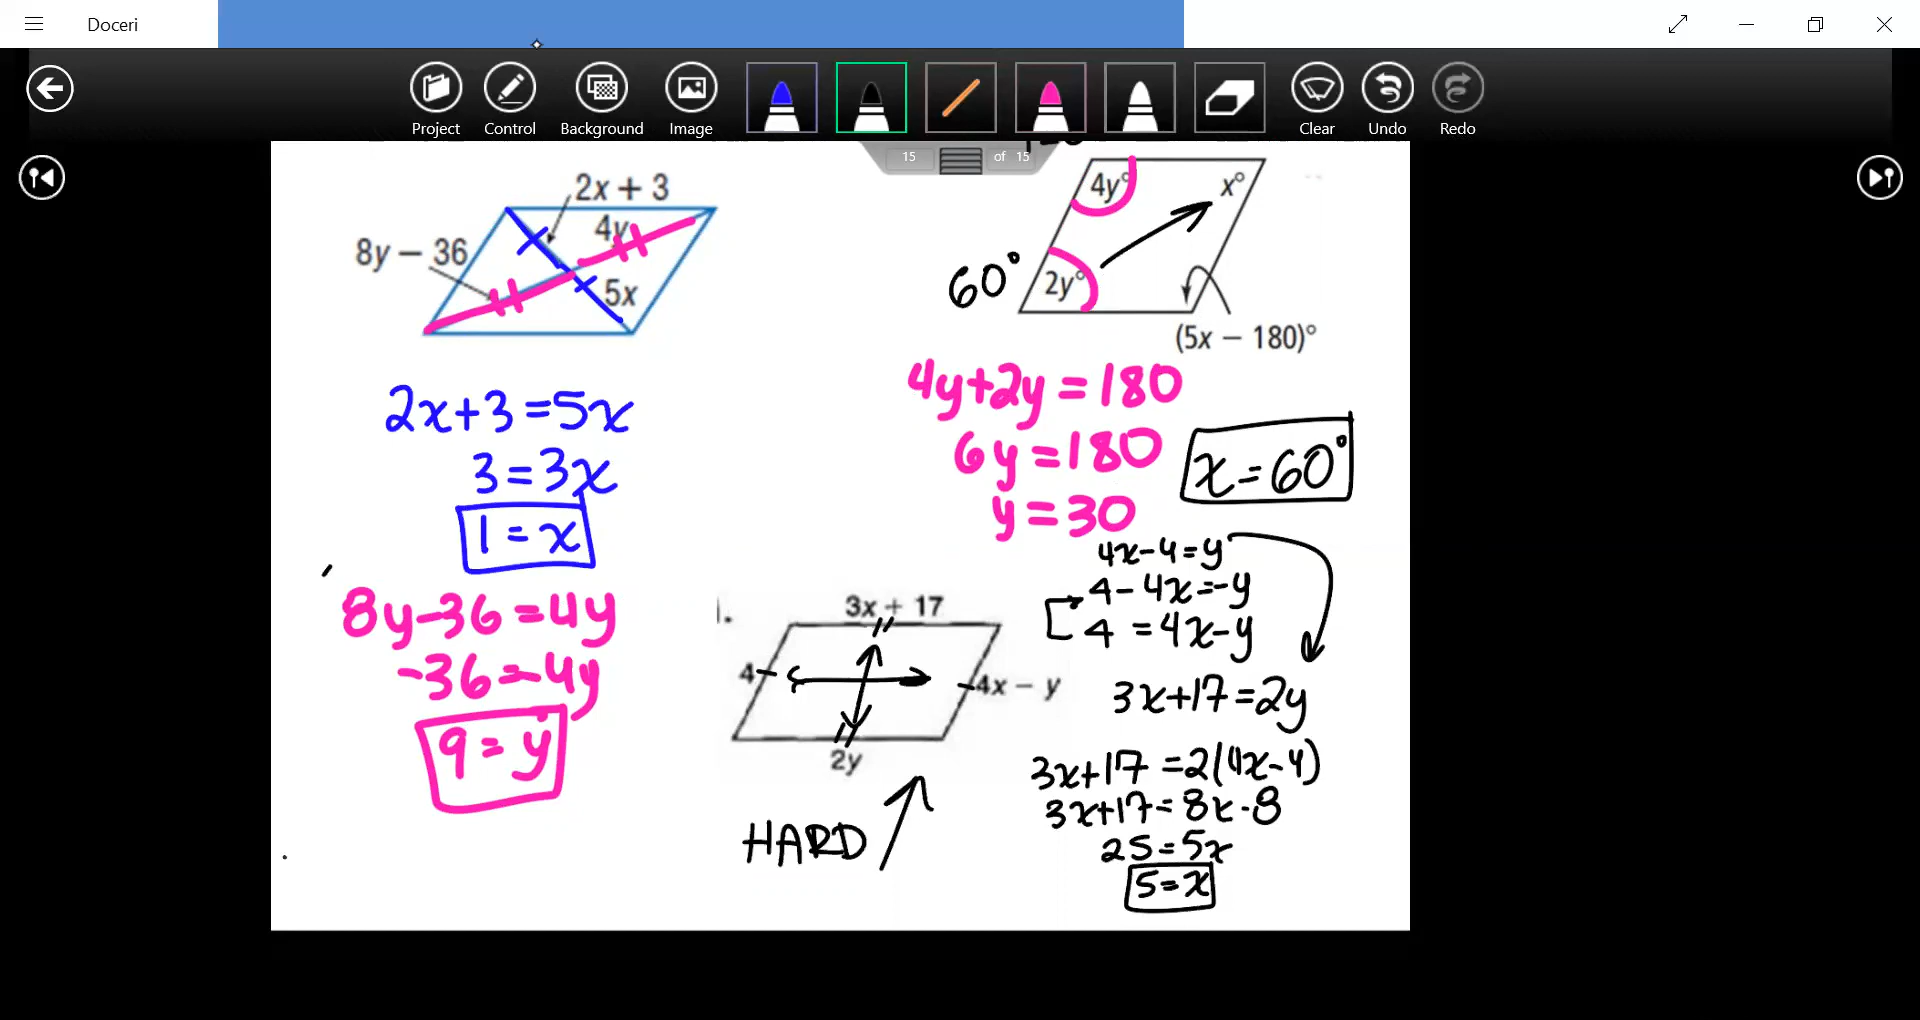 Doceri
Project
Control
Background
Image
Clear
Undo
Redo
15 of 15
2x + 3
4y
8y − 36
5x
2x+3=5x
3=3x
1=x
8y-36=4y
-36=-4y
9=y
4y°
x°
60°
2y°
(5x − 180)°
4y+2y=180
6y=180
y=30
x=60°
3x + 17
4
4x − y
2y
HARD
4x-4=y
4-4x=-y
4=4x-y
3x+17=2y
3x+17=2(4x-4)
3x+17=8x-8
25=5x
5=x